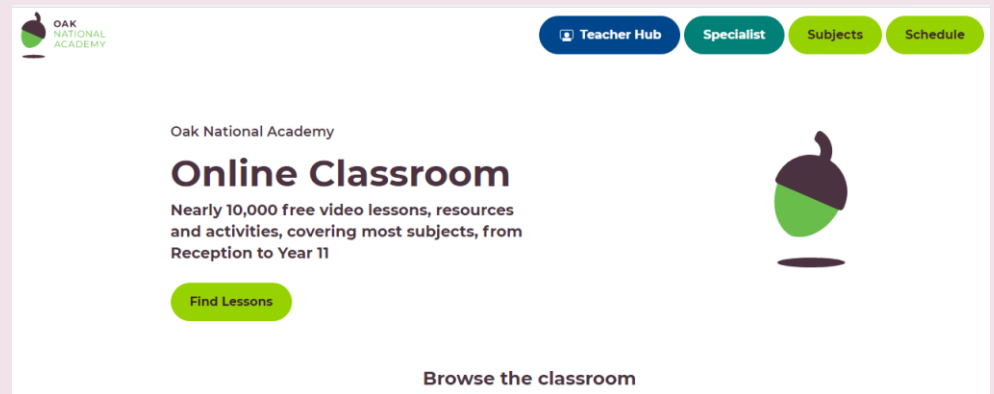 OAK
NATIONAL
ACADEMY
Teacher Hub
Specialist
Subjects
Schedule
Oak National Academy
Online Classroom
Nearly 10,000 free video lessons, resources
and activities, covering most subjects, from
Reception to Year 11
Find Lessons
Browse the classroom